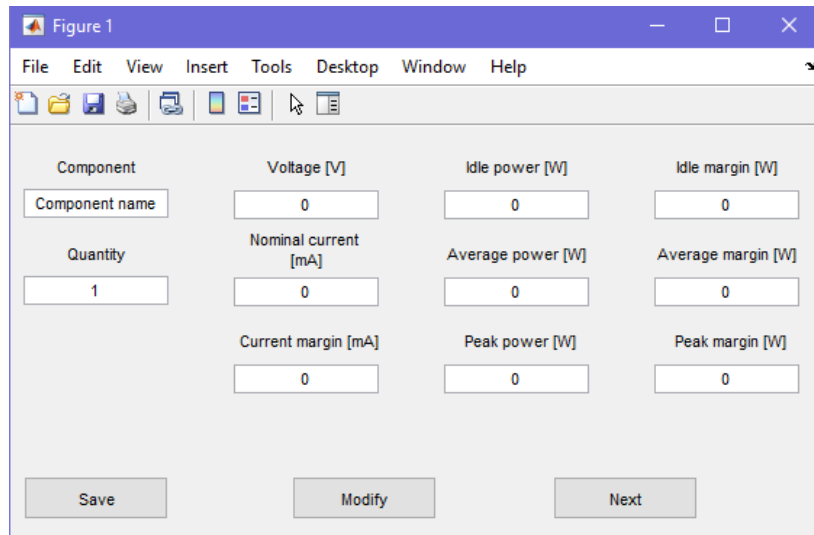 Figure 1
File Edit View Insert Tools Desktop Window Help
Component Voltage [V] Idle power [W] Idle margin [W]
Component name 0 0 0
Quantity Nominal current [mA] Average power [W] Average margin [W]
1 0 0 0
Current margin [mA] Peak power [W] Peak margin [W]
0 0 0
Save Modify Next